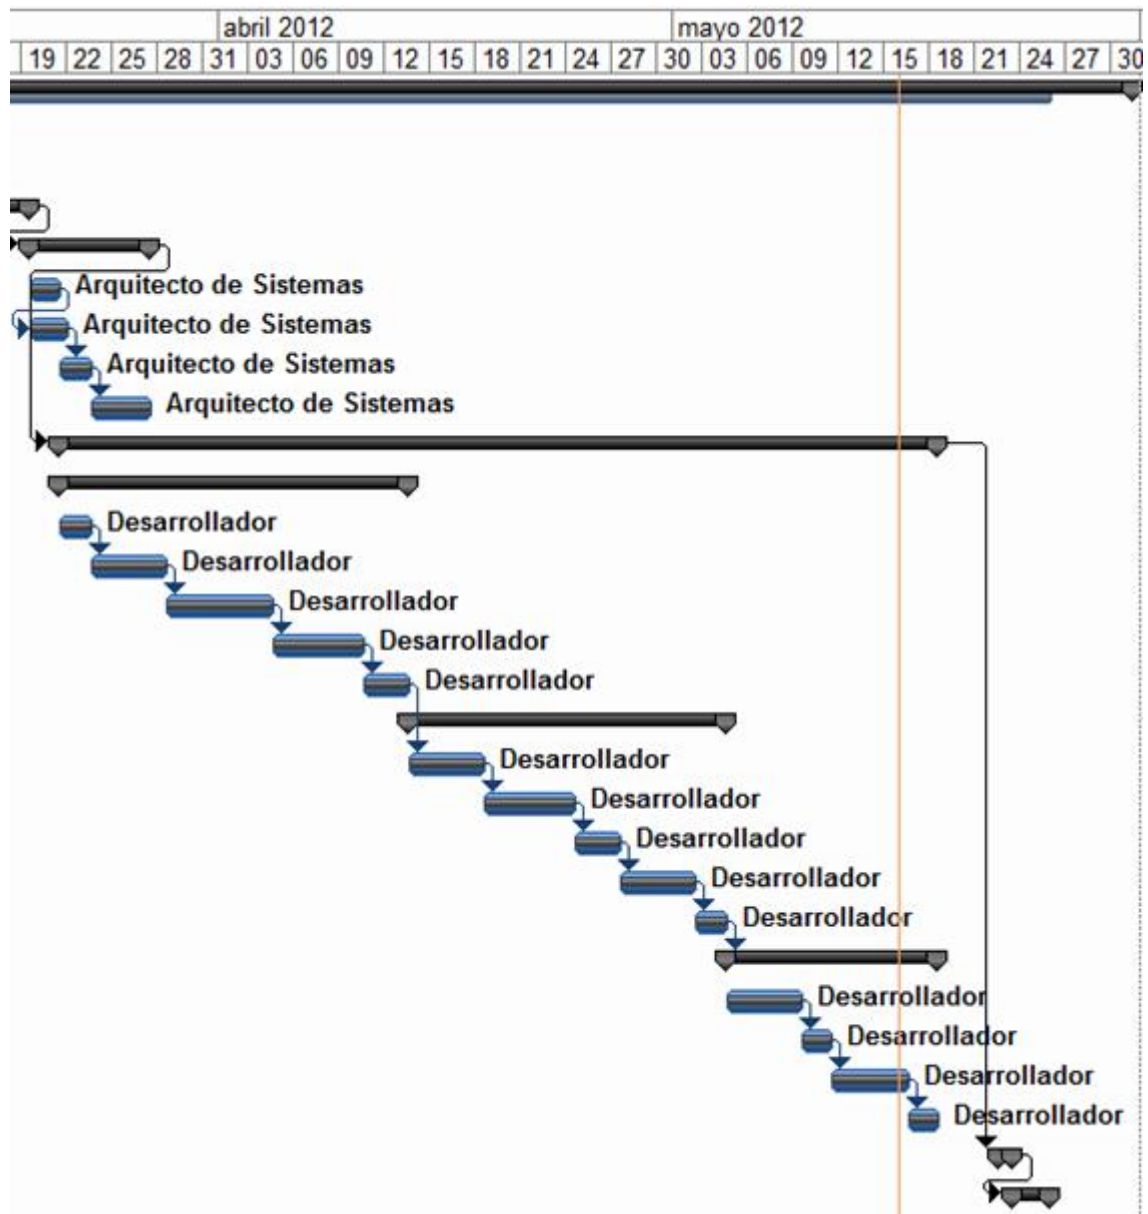 abril 2012 mayo 2012
19 22 25 28 31 03 06 09 12 15 18 21 24 27 30 03 06 09 12 15 18 21 24 27 30
Arquitecto de Sistemas
Arquitecto de Sistemas
Arquitecto de Sistemas
Arquitecto de Sistemas
Desarrollador
Desarrollador
Desarrollador
Desarrollador
Desarrollador
Desarrollador
Desarrollador
Desarrollador
Desarrollador
Desarrollador
Desarrollador
Desarrollador
Desarrollador
Desarrollador